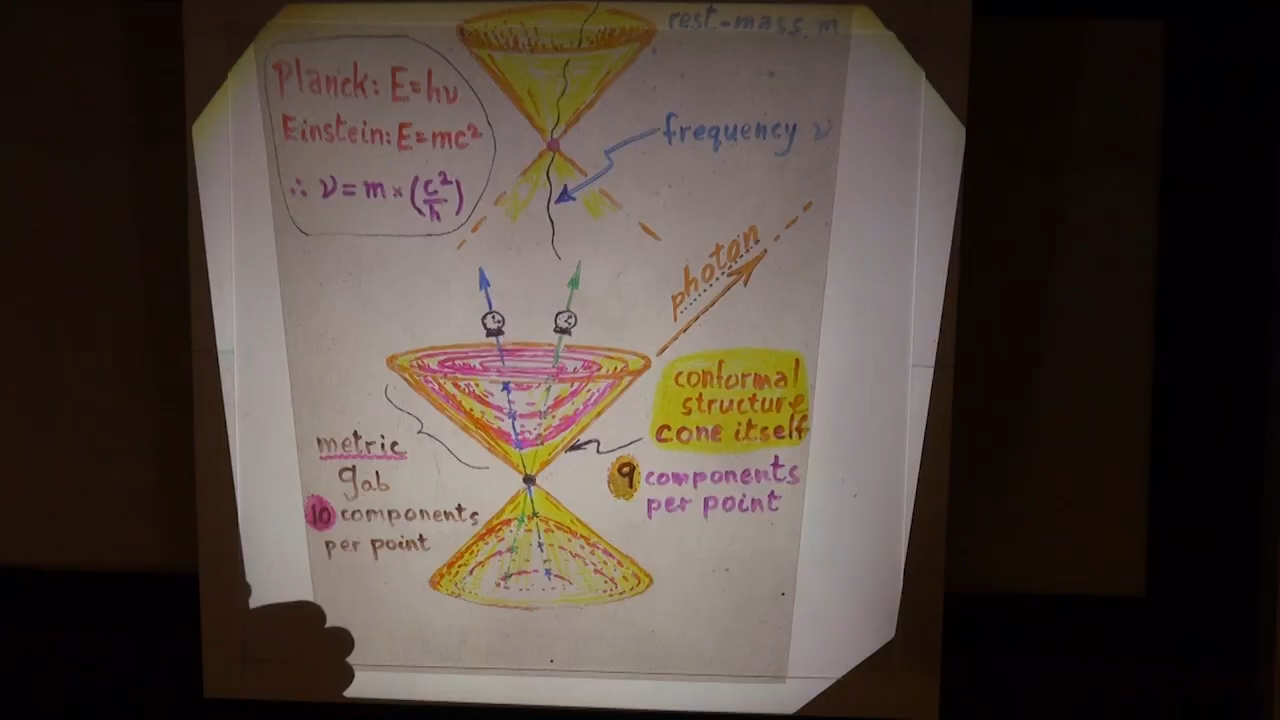 rest-mass m
Planck: E=hν
Einstein: E=mc²
∴ ν=m×(c²/h)
frequency ν
photon
conformal
structure
cone itself
9 components
per point
metric
gab
10 components
per point